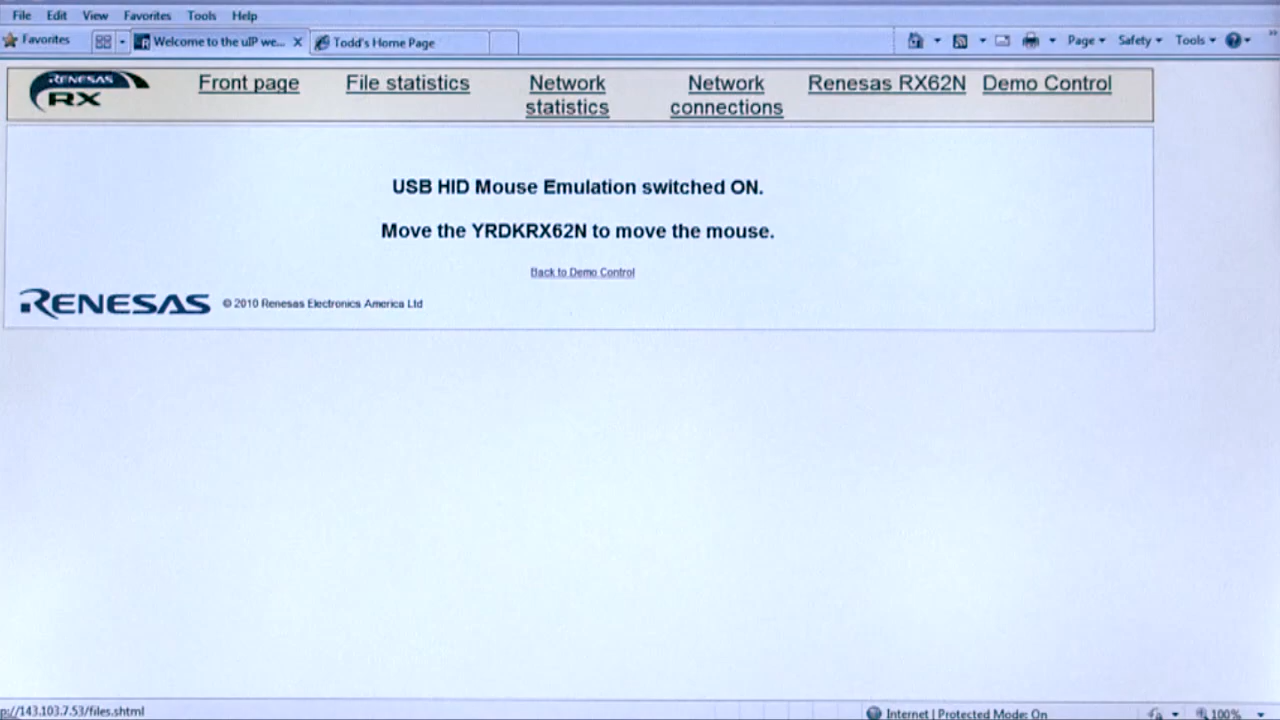 File Edit View Favorites Tools Help
Favorites Welcome to the uIP we... X Todd's Home Page Page Safety Tools
RENESAS
RX
Front page File statistics Network statistics Network connections Renesas RX62N Demo Control
USB HID Mouse Emulation switched ON.
Move the YRDKRX62N to move the mouse.
Back to Demo Control
RENESAS © 2010 Renesas Electronics America Ltd
p://143.103.7.53/files.shtml Internet | Protected Mode: On 100%